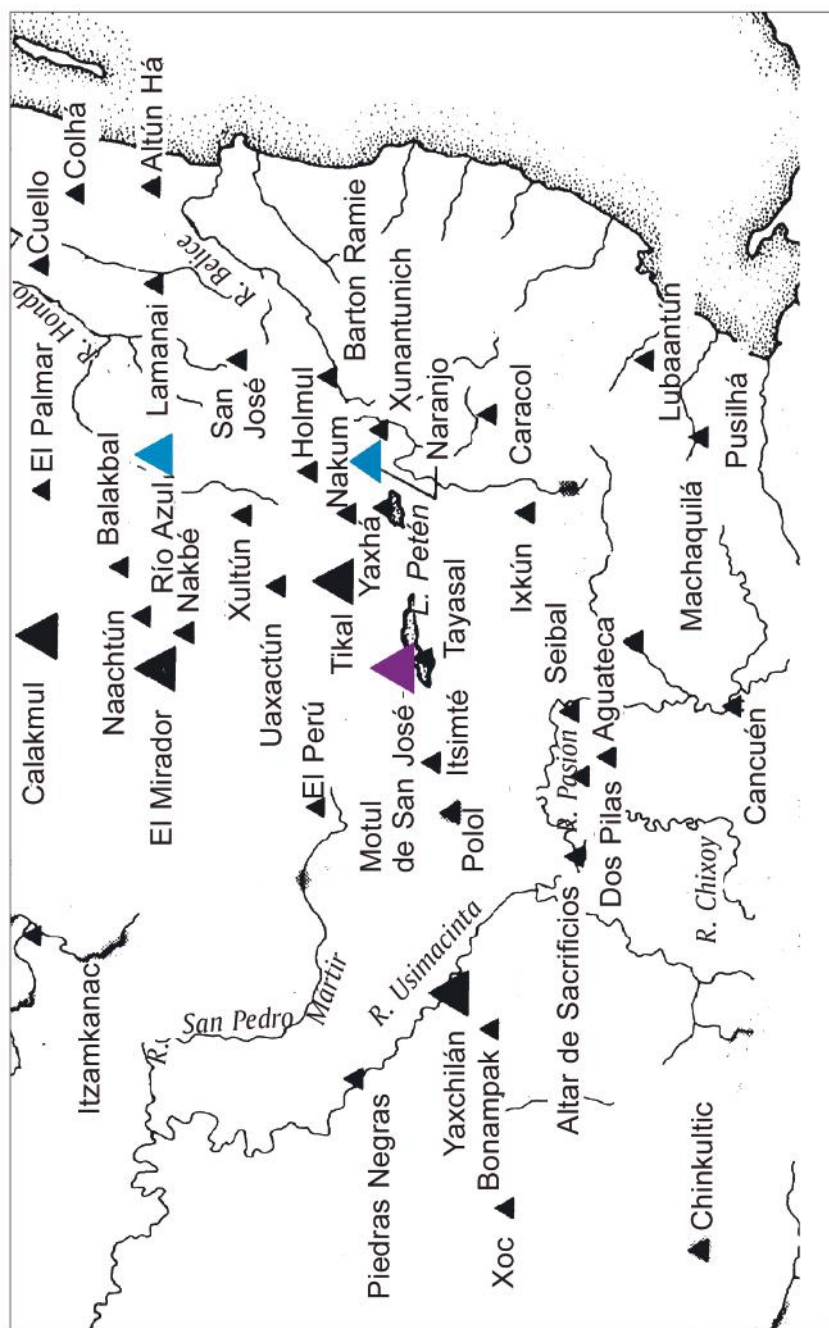 Calakmul
El Palmar
Cuello
Colhá
Itzamkanac
Naachtún
Balakbal
R. Hondo
Altún Há
El Mirador
Río Azul
Nakbé
Lamanai
R. Belice
R. San Pedro Martir
Xultún
San
José
Uaxactún
Holmul
Barton Ramie
El Perú
Tikal
Nakum
Yaxhá
Xunantunich
Naranjo
Piedras Negras
Motul
de San José
L. Petén
Tayasal
Itsimté
Polol
R. Usimacinta
Yaxchilán
Bonampak
Xoc
Caracol
Ixkún
Seibal
R. Pasión
Altar de Sacrificios
Dos Pilas
Aguateca
Machaquilá
Lubaantún
Pusilhá
R. Chixoy
Cancuén
Chinkultic